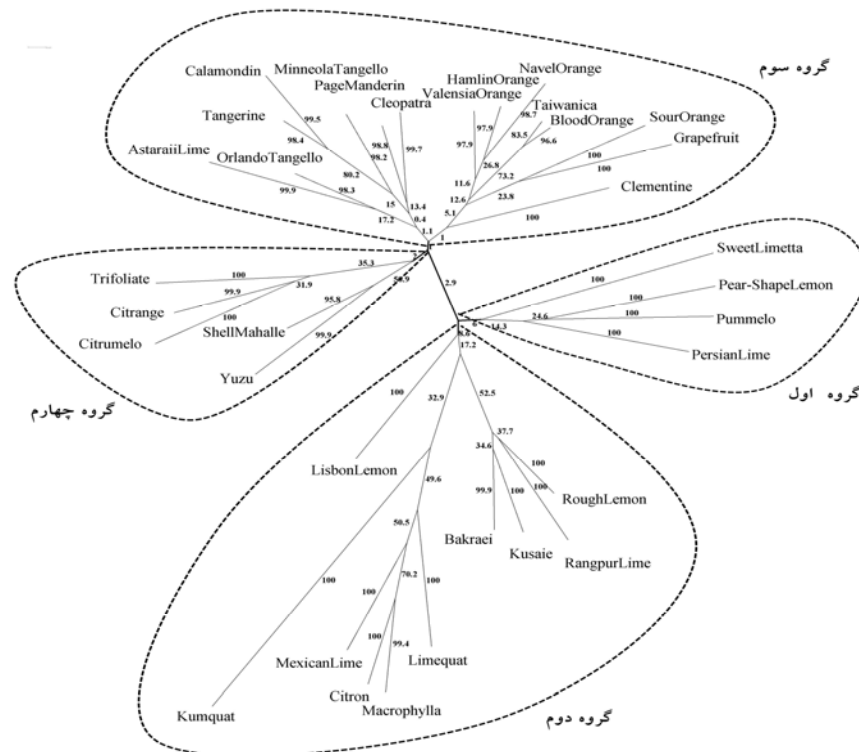 گروه سوم
Calamondin
MinneolaTangello
PageManderin
Cleopatra
HamlinOrange
ValensiaOrange
NavelOrange
Taiwanica
BloodOrange
SourOrange
Grapefruit
Clementine
Tangerine
AstaraiiLime
OrlandoTangello
99.5
98.4
98.8
98.2
99.7
80.2
99.9
98.3
15
13.4
17.2
0.4
1.1
97.9
97.9
98.7
83.5
96.6
26.8
11.6
73.2
12.6
23.8
100
100
5.1
100
1
Trifoliate
Citrange
Citrumelo
ShellMahalle
Yuzu
100
35.3
99.9
31.9
100
95.8
99.9
گروه چهارم
2.9
SweetLimetta
Pear-ShapeLemon
Pummelo
PersianLime
100
100
100
100
24.6
14.3
6
گروه اول
8.6
17.2
32.9
52.5
100
LisbonLemon
37.7
34.6
100
100
99.9
100
RoughLemon
Bakraei
Kusaie
RangpurLime
49.6
50.5
70.2
100
100
100
100
99.4
MexicanLime
Limequat
Citron
Macrophylla
Kumquat
گروه دوم